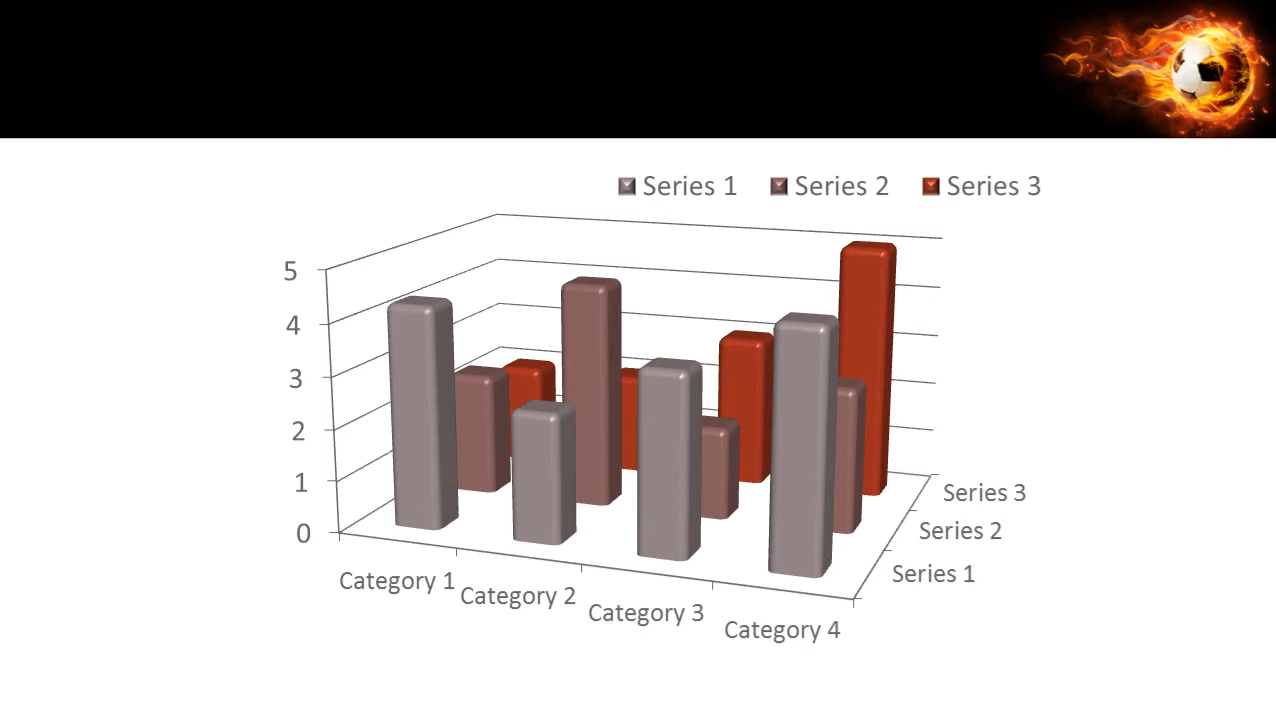 Series 1 Series 2 Series 3
5
4
3
2
1
0
Series 3
Series 2
Series 1
Category 1
Category 2
Category 3
Category 4